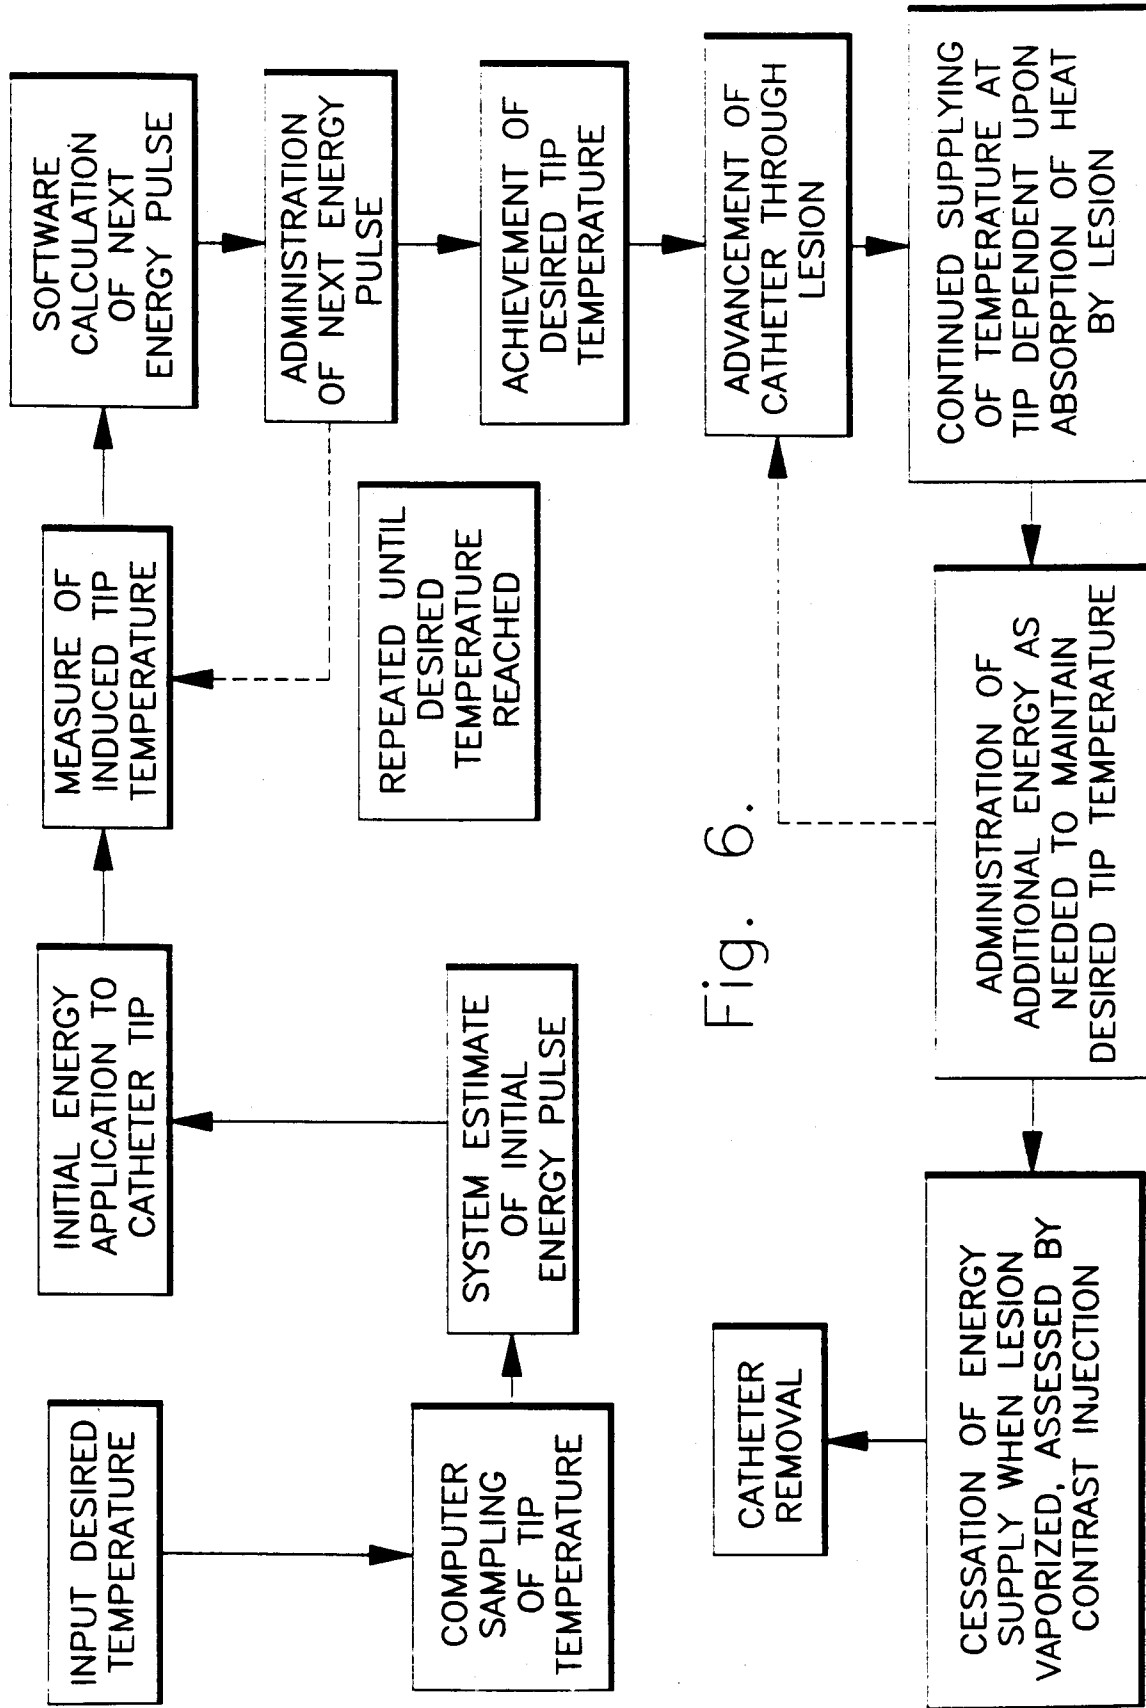 INPUT DESIRED
TEMPERATURE
COMPUTER
SAMPLING
OF TIP
TEMPERATURE
SYSTEM ESTIMATE
OF INITIAL
ENERGY PULSE
INITIAL ENERGY
APPLICATION TO
CATHETER TIP
MEASURE OF
INDUCED TIP
TEMPERATURE
SOFTWARE
CALCULATION
OF NEXT
ENERGY PULSE
ADMINISTRATION
OF NEXT ENERGY
PULSE
REPEATED UNTIL
DESIRED
TEMPERATURE
REACHED
ACHIEVEMENT OF
DESIRED TIP
TEMPERATURE
ADVANCEMENT OF
CATHETER THROUGH
LESION
CONTINUED SUPPLYING
OF TEMPERATURE AT
TIP DEPENDENT UPON
ABSORPTION OF HEAT
BY LESION
ADMINISTRATION OF
ADDITIONAL ENERGY AS
NEEDED TO MAINTAIN
DESIRED TIP TEMPERATURE
CESSATION OF ENERGY
SUPPLY WHEN LESION
VAPORIZED, ASSESSED BY
CONTRAST INJECTION
CATHETER
REMOVAL
Fig. 6.